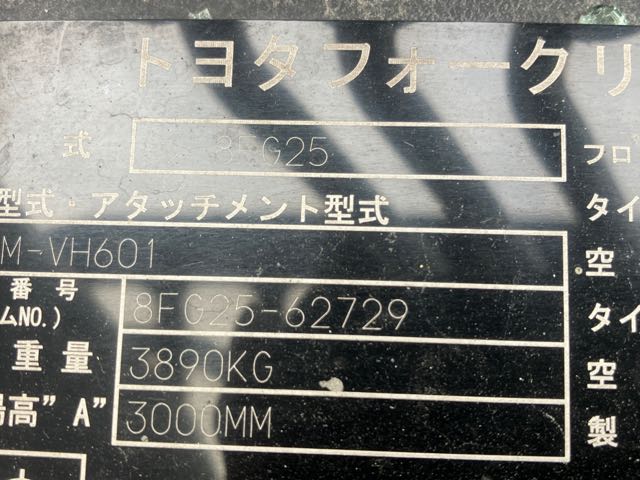 トヨタフォークリ
式 8FG25 フロ
型式・アタッチメント型式 タイ
M-VH601 空
番号
ムNO.) 8FG25-62729 タイ
重量 3890KG 空
揚高"A" 3000MM 製